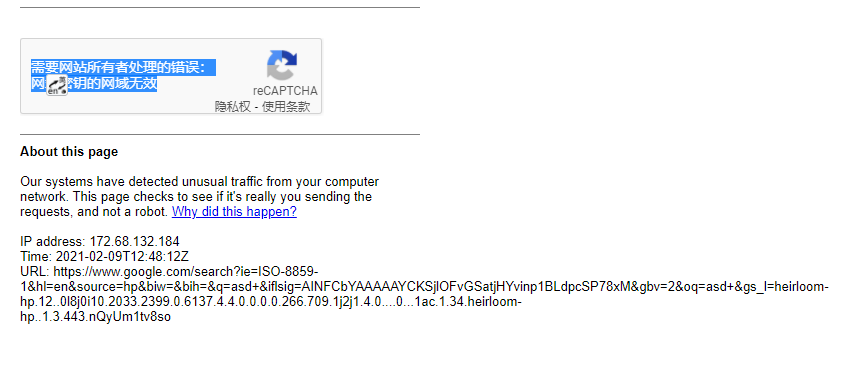 需要网站所有者处理的错误：
网 密钥的网域无效
en
reCAPTCHA
隐私权 - 使用条款
About this page
Our systems have detected unusual traffic from your computer
network. This page checks to see if it's really you sending the
requests, and not a robot. Why did this happen?
IP address: 172.68.132.184
Time: 2021-02-09T12:48:12Z
URL: https://www.google.com/search?ie=ISO-8859-
1&hl=en&source=hp&biw=&bih=&q=asd+&iflsig=AINFCbYAAAAAYCKSjIOFvGSatjHYvinp1BLdpcSP78xM&gbv=2&oq=asd+&gs_l=heirloom-
hp.12..0l8j0i10.2033.2399.0.6137.4.4.0.0.0.0.266.709.1j2j1.4.0....0...1ac.1.34.heirloom-
hp..1.3.443.nQyUm1tv8so